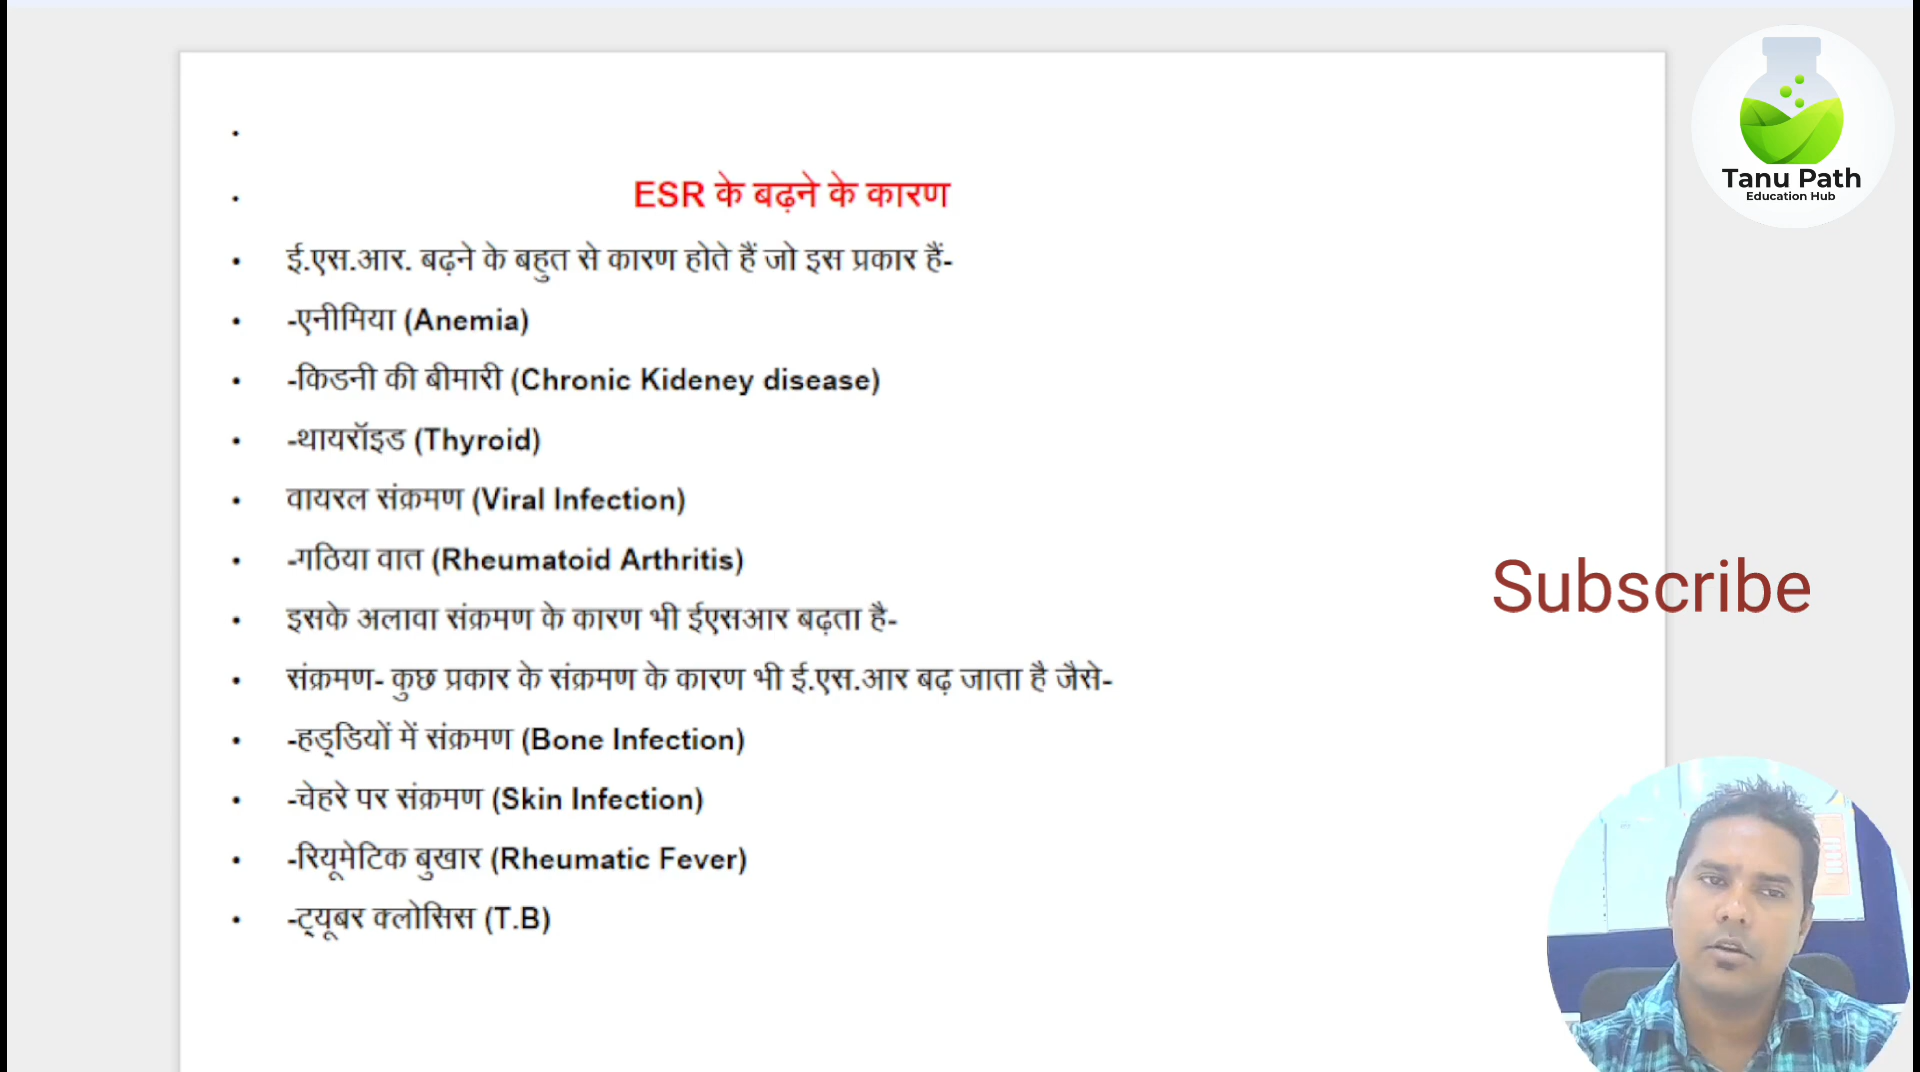 ESR के बढ़ने के कारण
ई.एस.आर. बढ़ने के बहुत से कारण होते हैं जो इस प्रकार हैं-
-एनीमिया (Anemia)
-किडनी की बीमारी (Chronic Kideney disease)
-थायरॉइड (Thyroid)
वायरल संक्रमण (Viral Infection)
-गठिया वात (Rheumatoid Arthritis)
इसके अलावा संक्रमण के कारण भी ईएसआर बढ़ता है-
संक्रमण- कुछ प्रकार के संक्रमण के कारण भी ई.एस.आर बढ़ जाता है जैसे-
-हड्डियों में संक्रमण (Bone Infection)
-चेहरे पर संक्रमण (Skin Infection)
-रियूमेटिक बुखार (Rheumatic Fever)
-ट्यूबर क्लोसिस (T.B)
Tanu Path
Education Hub
Subscribe